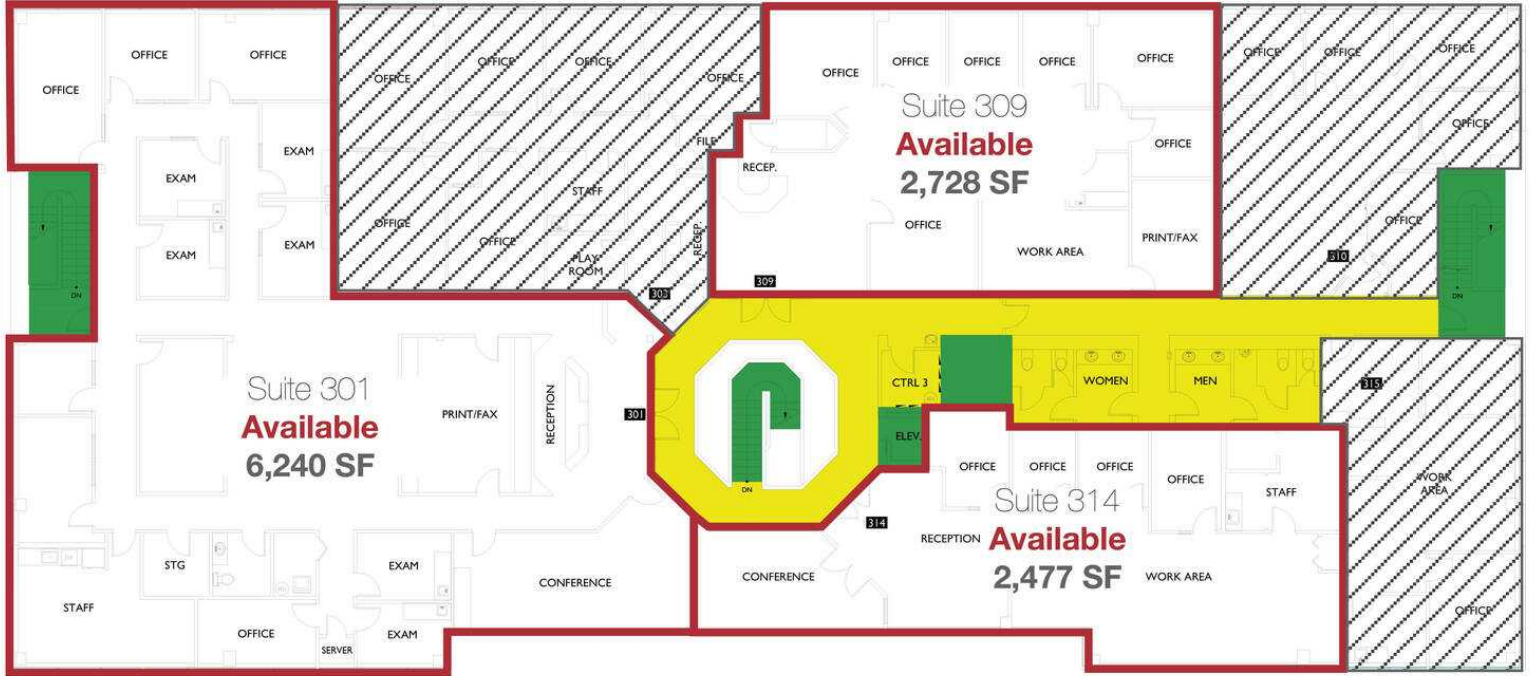 OFFICE
OFFICE
OFFICE
EXAM
EXAM
EXAM
EXAM
DN
OFFICE
OFFICE
OFFICE
OFFICE
FILE
STAFF
OFFICE
OFFICE
PLAY
ROOM
RECEP.
303
OFFICE
OFFICE
OFFICE
OFFICE
OFFICE
Suite 309
Available
2,728 SF
RECEP.
OFFICE
OFFICE
WORK AREA
PRINT/FAX
309
OFFICE
OFFICE
OFFICE
OFFICE
OFFICE
310
DN
Suite 301
Available
6,240 SF
PRINT/FAX
RECEPTION
301
STG
STAFF
OFFICE
SERVER
EXAM
EXAM
CONFERENCE
DN
CTRL 3
ELEV.
WOMEN
MEN
315
314
OFFICE
OFFICE
OFFICE
OFFICE
STAFF
Suite 314
RECEPTION
Available
2,477 SF
CONFERENCE
WORK AREA
WORK
AREA
OFFICE